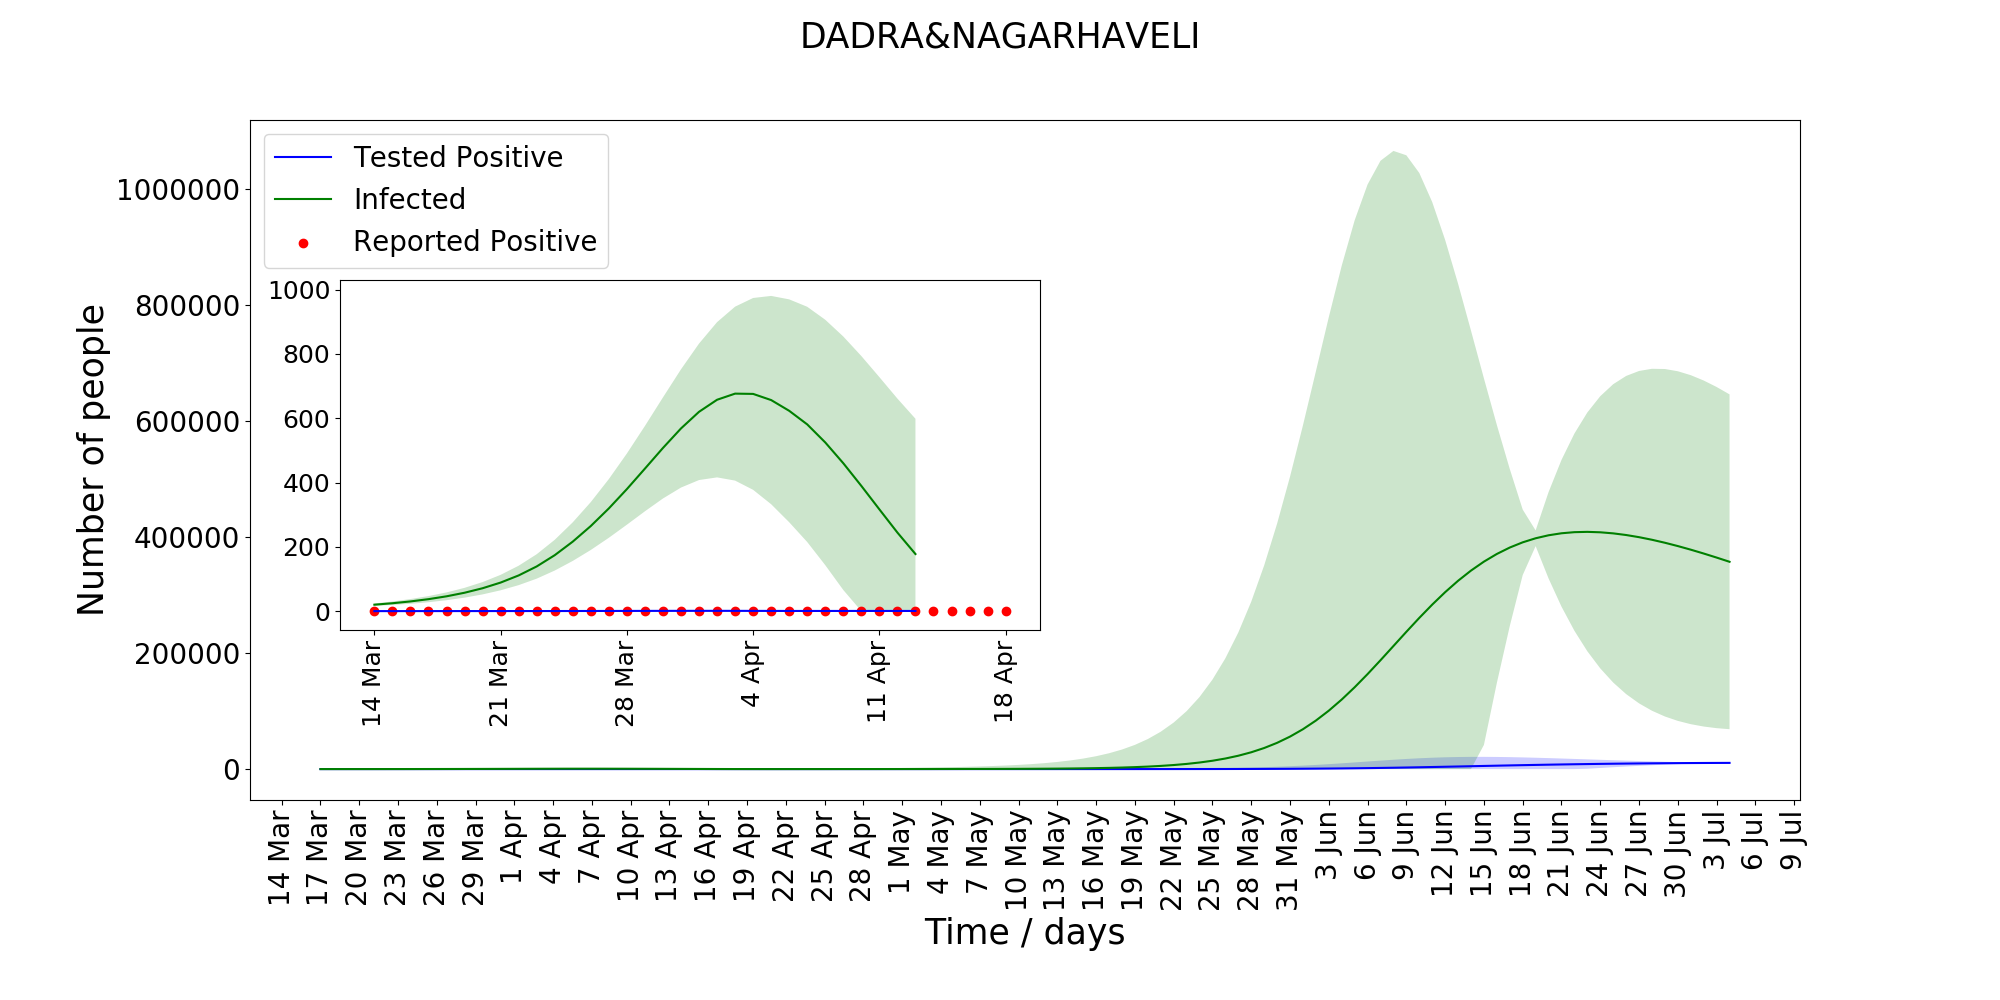 DADRA&NAGARHAVELI
Tested Positive
Infected
Reported Positive
Number of people
1000000
800000
600000
400000
200000
0
1000
800
600
400
200
0
14 Mar
21 Mar
28 Mar
4 Apr
11 Apr
18 Apr
14 Mar
17 Mar
20 Mar
23 Mar
26 Mar
29 Mar
1 Apr
4 Apr
7 Apr
10 Apr
13 Apr
16 Apr
19 Apr
22 Apr
25 Apr
28 Apr
1 May
4 May
7 May
10 May
13 May
16 May
19 May
22 May
25 May
28 May
31 May
3 Jun
6 Jun
9 Jun
12 Jun
15 Jun
18 Jun
21 Jun
24 Jun
27 Jun
30 Jun
3 Jul
6 Jul
9 Jul
Time / days